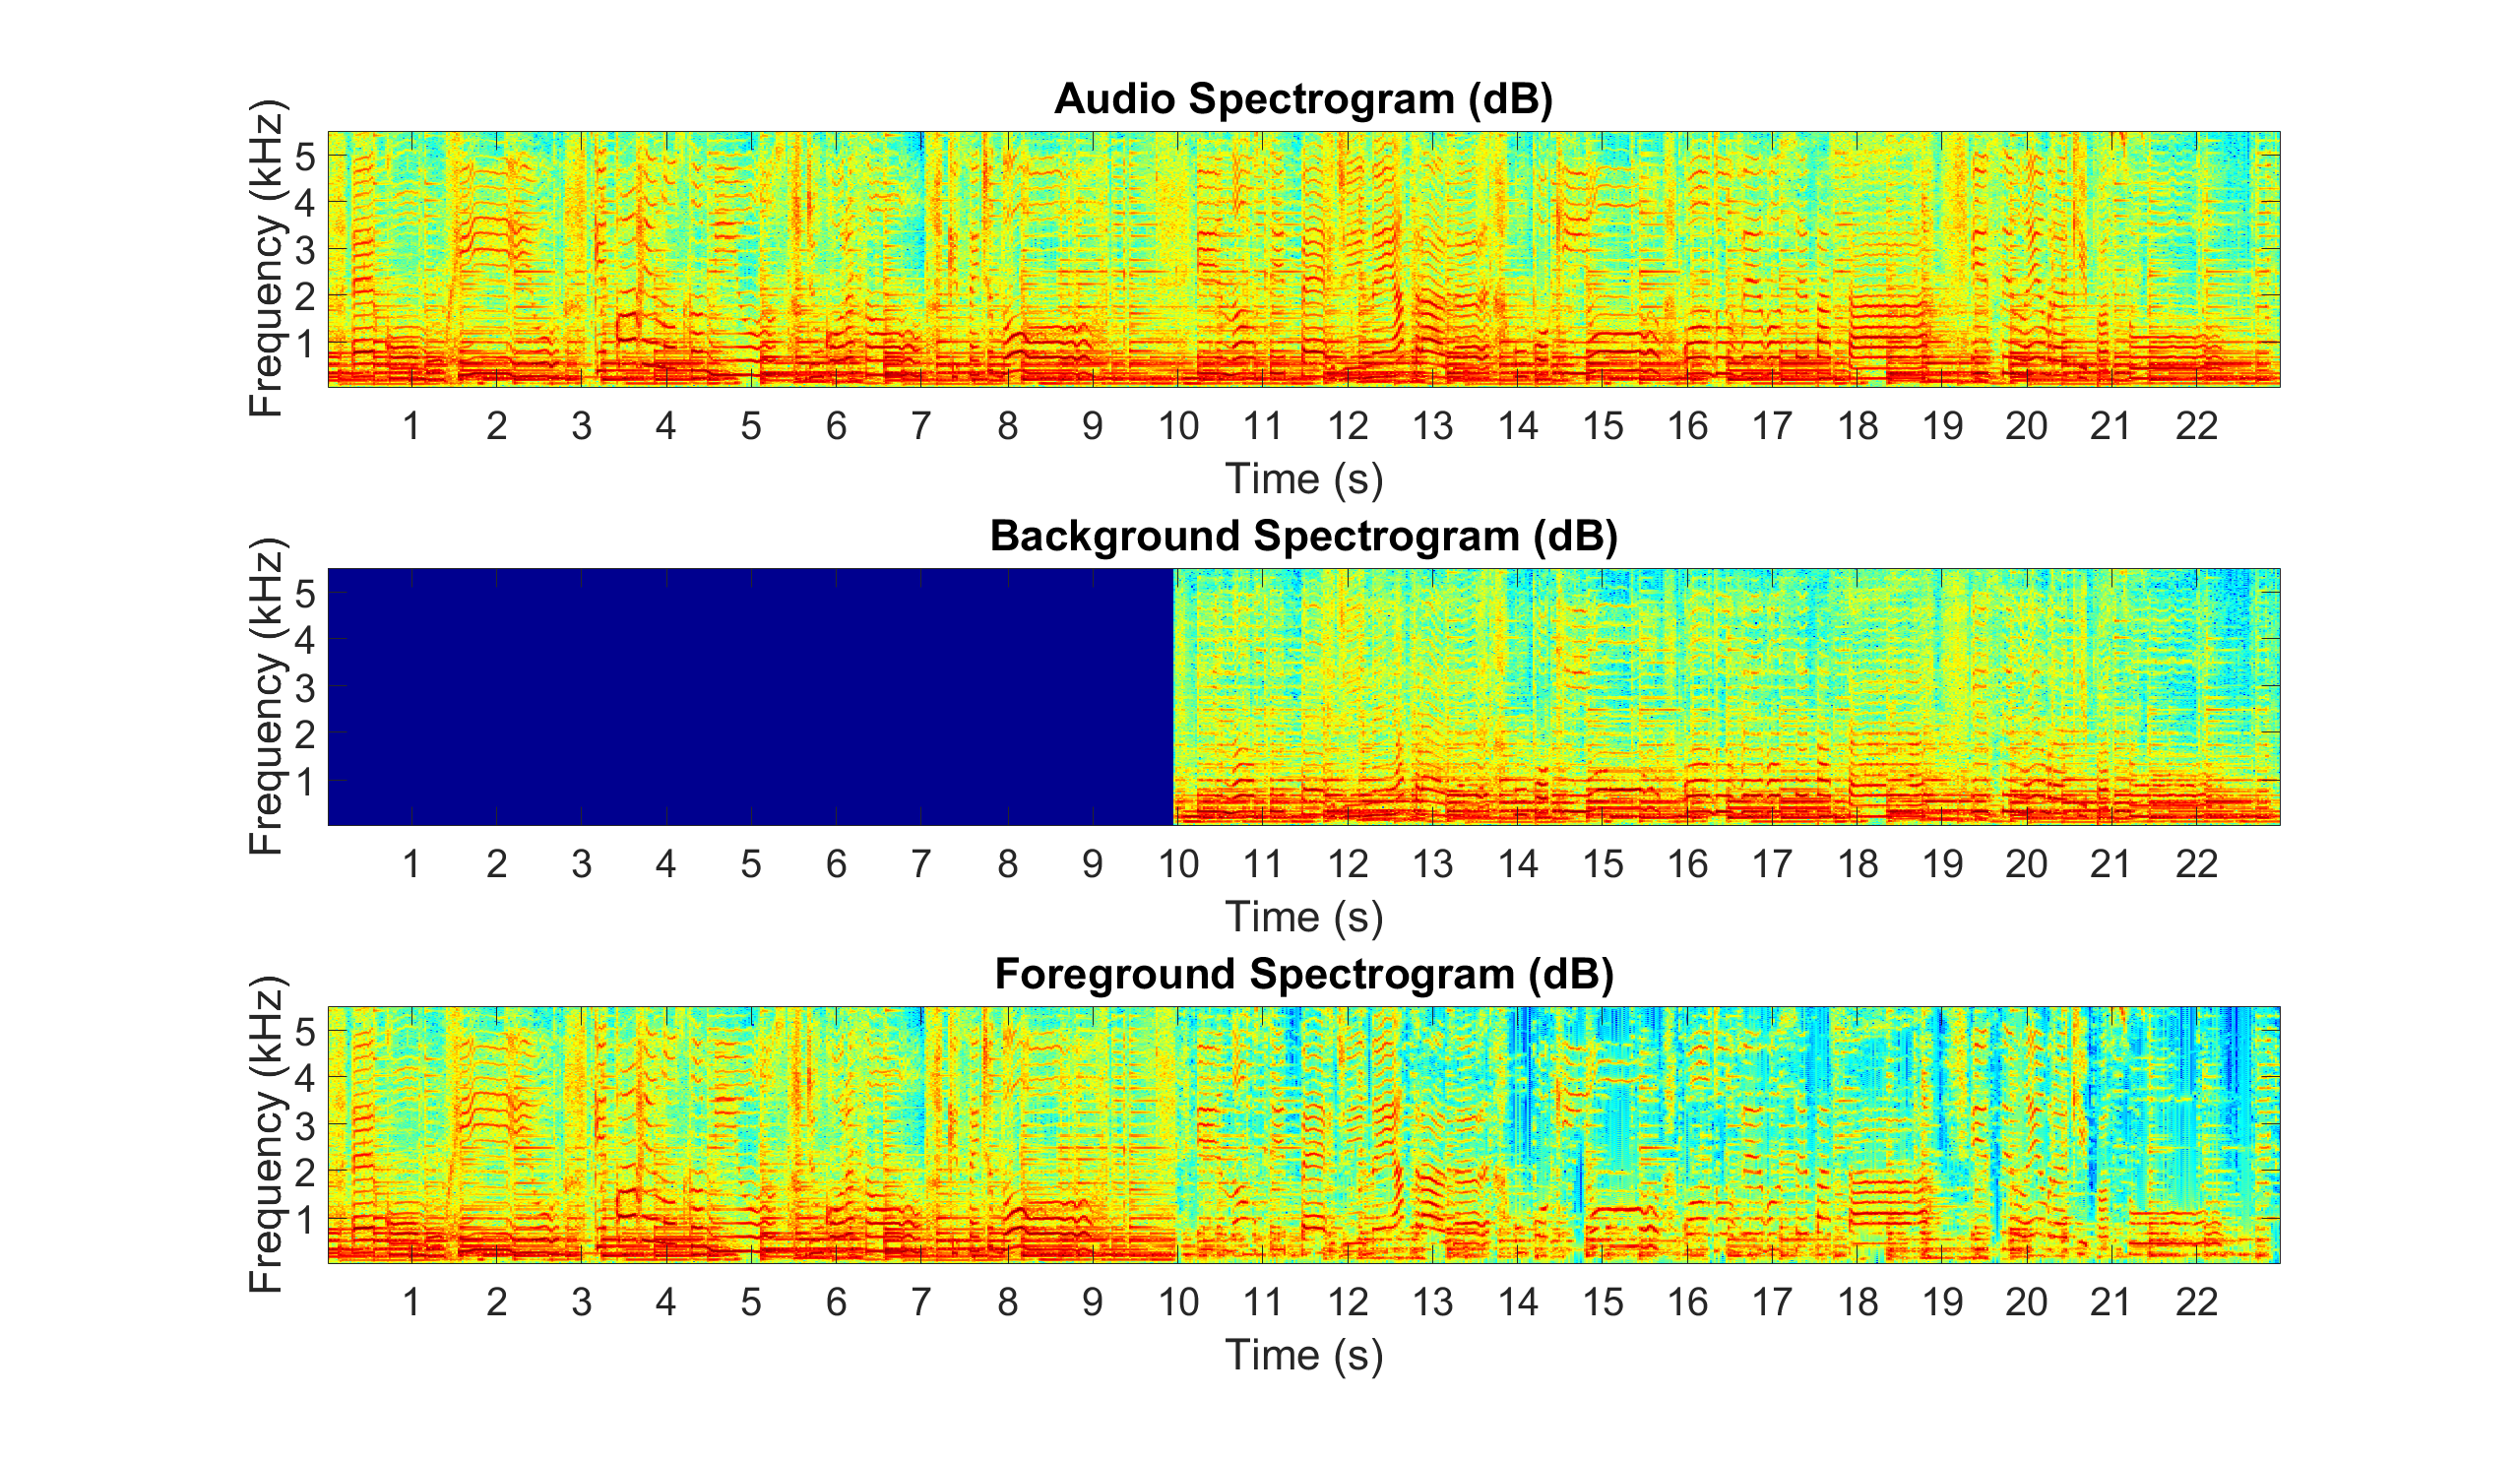 Audio Spectrogram (dB)
Frequency (kHz)
5
4
3
2
1
1 2 3 4 5 6 7 8 9 10 11 12 13 14 15 16 17 18 19 20 21 22
Time (s)
Background Spectrogram (dB)
Frequency (kHz)
5
4
3
2
1
1 2 3 4 5 6 7 8 9 10 11 12 13 14 15 16 17 18 19 20 21 22
Time (s)
Foreground Spectrogram (dB)
Frequency (kHz)
5
4
3
2
1
1 2 3 4 5 6 7 8 9 10 11 12 13 14 15 16 17 18 19 20 21 22
Time (s)